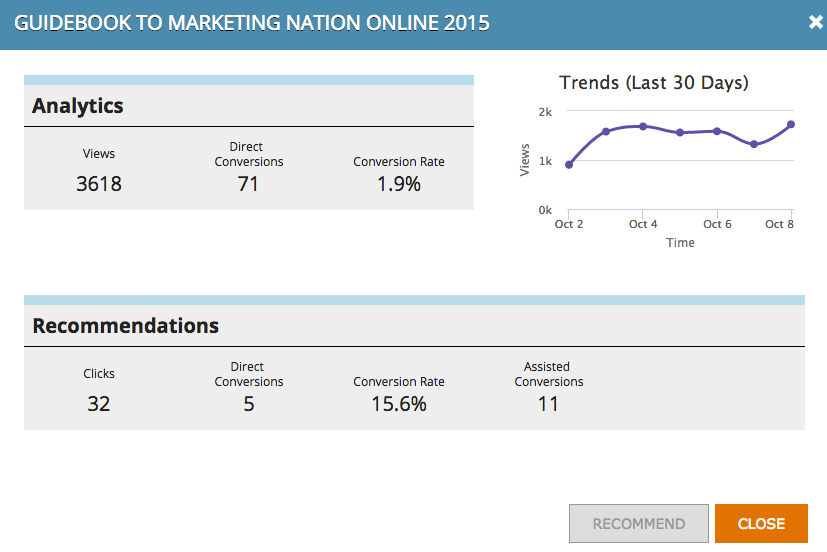 GUIDEBOOK TO MARKETING NATION ONLINE 2015
Analytics
Views
Direct
Conversions
Conversion Rate
3618
71
1.9%
Trends (Last 30 Days)
2k
1k
0k
Views
Oct 2
Oct 4
Oct 6
Oct 8
Time
Recommendations
Clicks
Direct
Conversions
Conversion Rate
Assisted
Conversions
32
5
15.6%
11
RECOMMEND
CLOSE